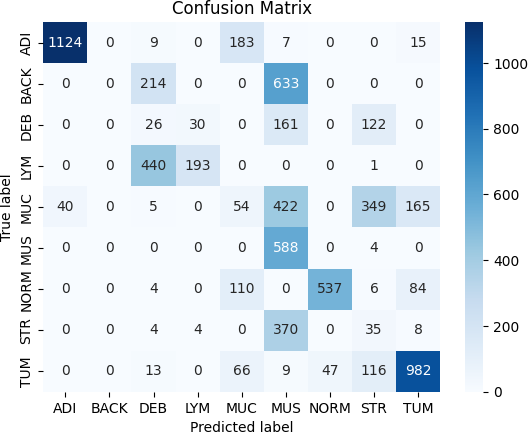 Confusion Matrix
ADI 1124 0 9 0 183 7 0 0 15
BACK 0 0 214 0 0 633 0 0 0
DEB 0 0 26 30 0 161 0 122 0
LYM 0 0 440 193 0 0 0 1 0
MUC 40 0 5 0 54 422 0 349 165
MUS 0 0 0 0 0 588 0 4 0
NORM 0 0 4 0 110 0 537 6 84
STR 0 0 4 4 0 370 0 35 8
TUM 0 0 13 0 66 9 47 116 982
ADI BACK DEB LYM MUC MUS NORM STR TUM
Predicted label
True label
1000
800
600
400
200
0